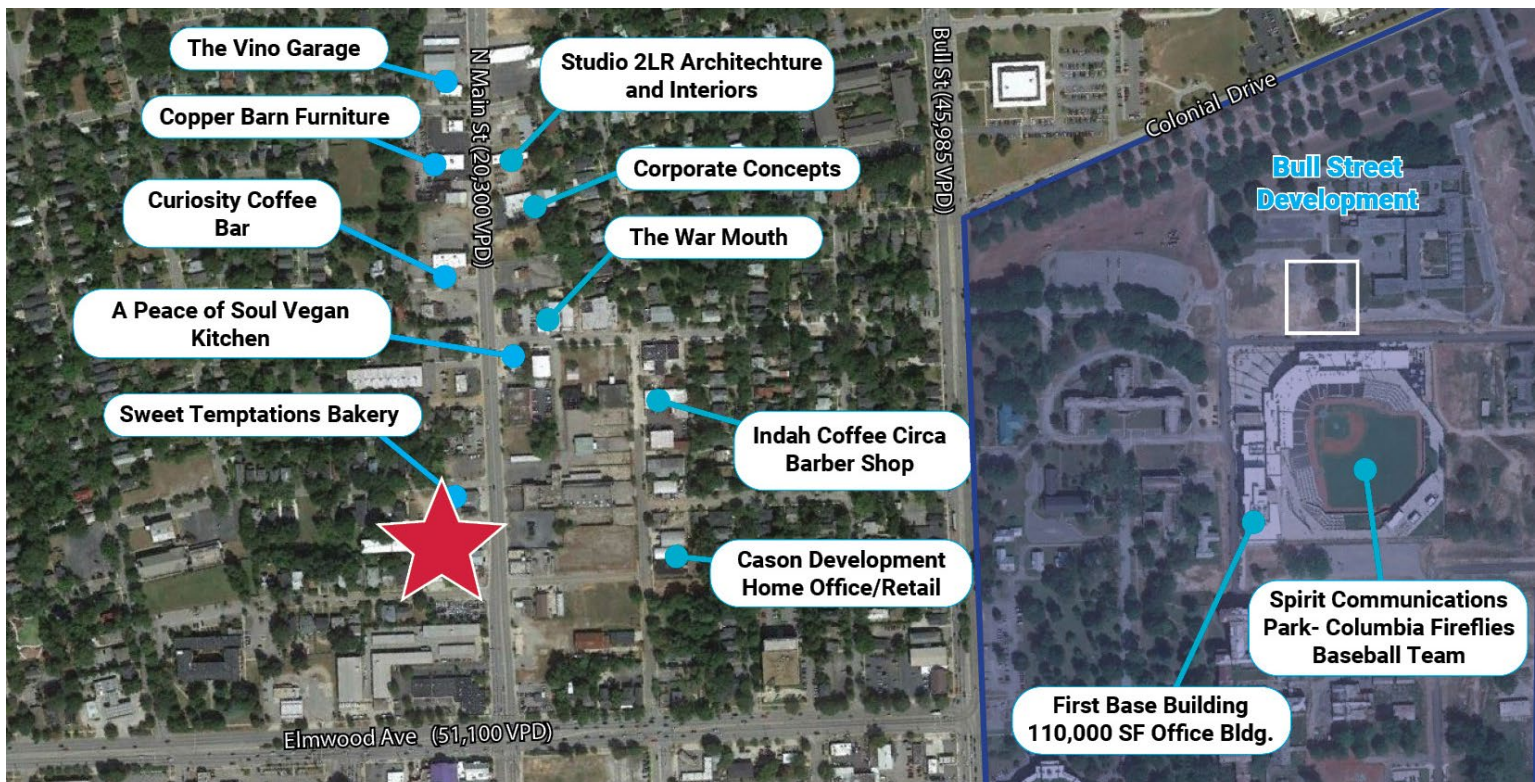 The Vino Garage
Copper Barn Furniture
Curiosity Coffee
Bar
A Peace of Soul Vegan
Kitchen
Sweet Temptations Bakery
N Main St (20,300 VPD)
Studio 2LR Architechture
and Interiors
Corporate Concepts
The War Mouth
Indah Coffee Circa
Barber Shop
Cason Development
Home Office/Retail
Elmwood Ave (51,100 VPD)
Bull St (45,985 VPD)
Colonial Drive
Bull Street
Development
Spirit Communications
Park- Columbia Fireflies
Baseball Team
First Base Building
110,000 SF Office Bldg.